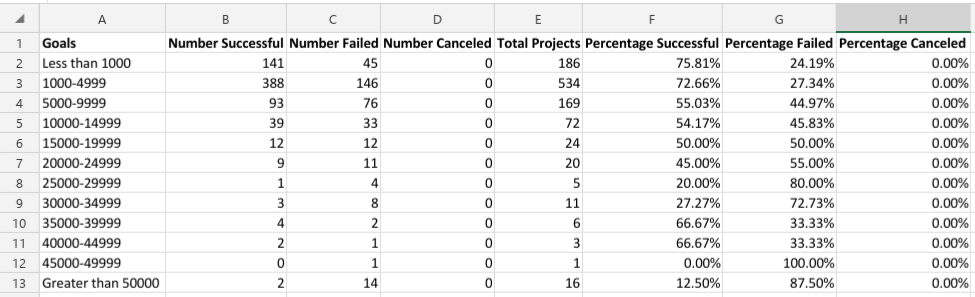 A B C D E F G H
1 Goals Number Successful Number Failed Number Canceled Total Projects Percentage Successful Percentage Failed Percentage Canceled
2 Less than 1000 141 45 0 186 75.81% 24.19% 0.00%
3 1000-4999 388 146 0 534 72.66% 27.34% 0.00%
4 5000-9999 93 76 0 169 55.03% 44.97% 0.00%
5 10000-14999 39 33 0 72 54.17% 45.83% 0.00%
6 15000-19999 12 12 0 24 50.00% 50.00% 0.00%
7 20000-24999 9 11 0 20 45.00% 55.00% 0.00%
8 25000-29999 1 4 0 5 20.00% 80.00% 0.00%
9 30000-34999 3 8 0 11 27.27% 72.73% 0.00%
10 35000-39999 4 2 0 6 66.67% 33.33% 0.00%
11 40000-44999 2 1 0 3 66.67% 33.33% 0.00%
12 45000-49999 0 1 0 1 0.00% 100.00% 0.00%
13 Greater than 50000 2 14 0 16 12.50% 87.50% 0.00%